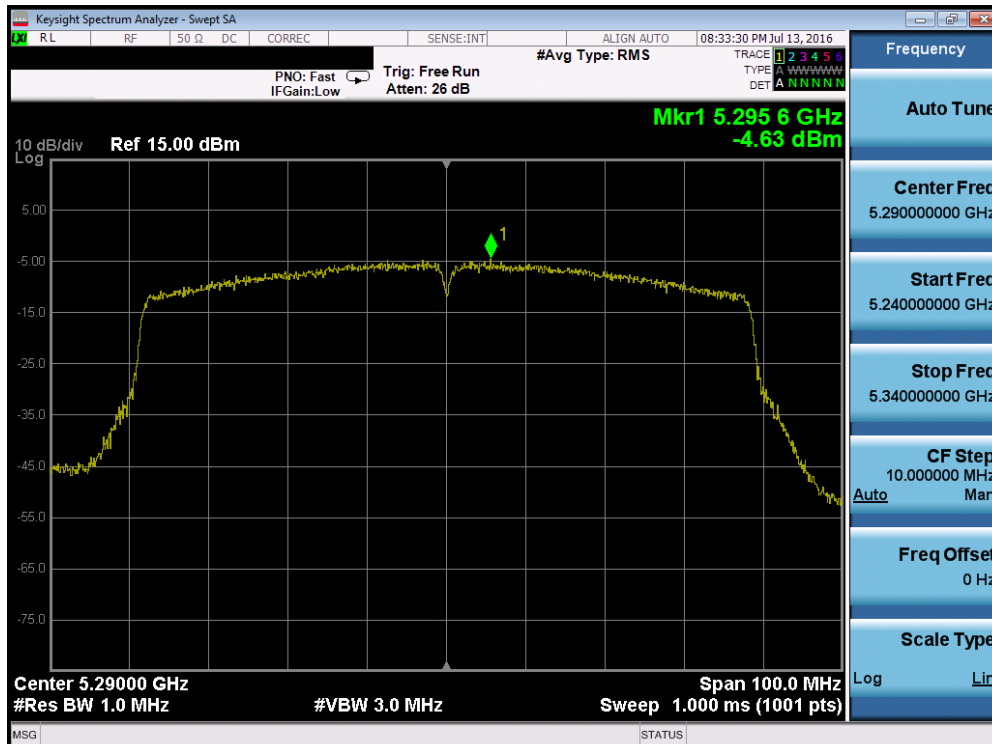 Keysight Spectrum Analyzer - Swept SA
LXI RL RF 50 Ω DC CORREC SENSE:INT ALIGN AUTO 08:33:30 PM Jul 13, 2016
PNO: Fast
IFGain:Low
Trig: Free Run
Atten: 26 dB
#Avg Type: RMS
TRACE 1 2 3 4 5 6
TYPE A WWWWWW
DET A N N N N N
Mkr1 5.295 6 GHz
-4.63 dBm
10 dB/div Ref 15.00 dBm
Log
5.00
-5.00
-15.0
-25.0
-35.0
-45.0
-55.0
-65.0
-75.0
1
Center 5.29000 GHz Span 100.0 MHz
#Res BW 1.0 MHz #VBW 3.0 MHz Sweep 1.000 ms (1001 pts)
MSG STATUS
Frequency
Auto Tune
Center Freq
5.290000000 GHz
Start Freq
5.240000000 GHz
Stop Freq
5.340000000 GHz
CF Step
10.000000 MHz
Auto Man
Freq Offset
0 Hz
Scale Type
Log Lin